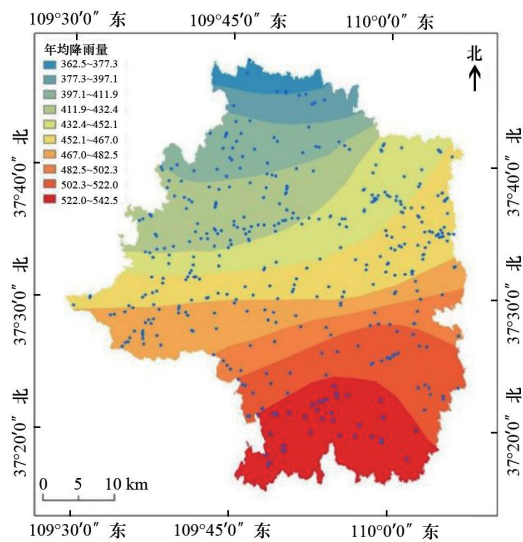 109°30′0″ 东
109°45′0″ 东
110°0′0″ 东
年均降雨量
362.5~377.3
377.3~397.1
397.1~411.9
411.9~432.4
432.4~452.1
452.1~467.0
467.0~482.5
482.5~502.3
502.3~522.0
522.0~542.5
北
37°40′0″ 北
37°30′0″ 北
37°20′0″ 北
37°40′0″ 北
37°30′0″ 北
37°20′0″ 北
0 5 10 km
109°30′0″ 东
109°45′0″ 东
110°0′0″ 东